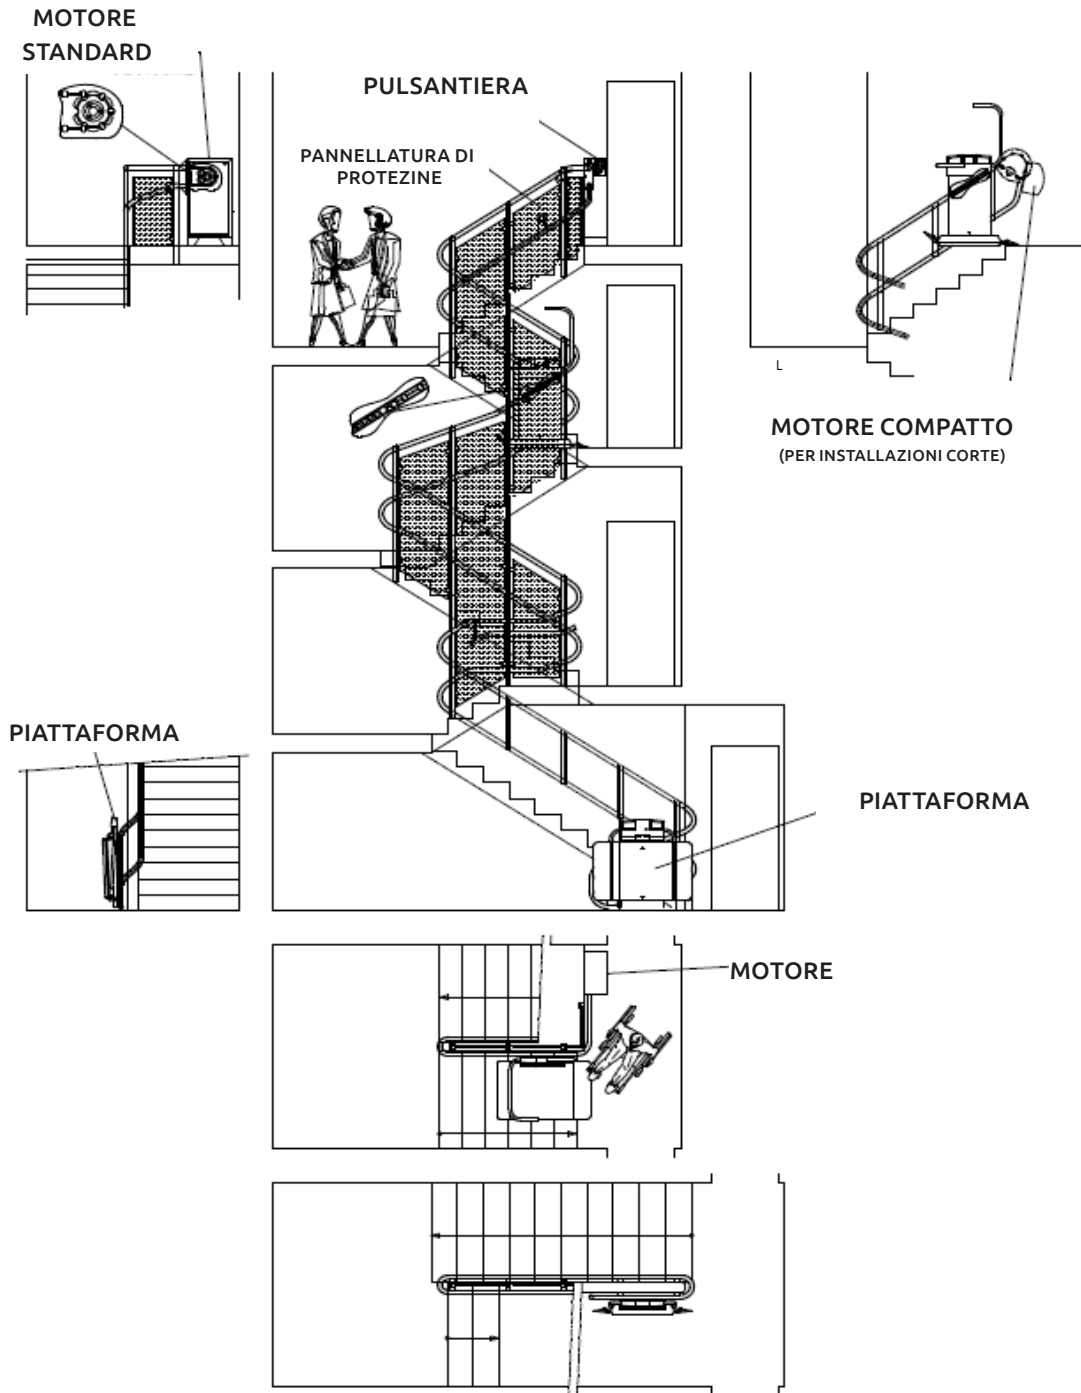 MOTORE
STANDARD
PULSANTIERA
PANNELLATURA DI
PROTEZINE
L
MOTORE COMPATTO
(PER INSTALLAZIONI CORTE)
PIATTAFORMA
PIATTAFORMA
MOTORE